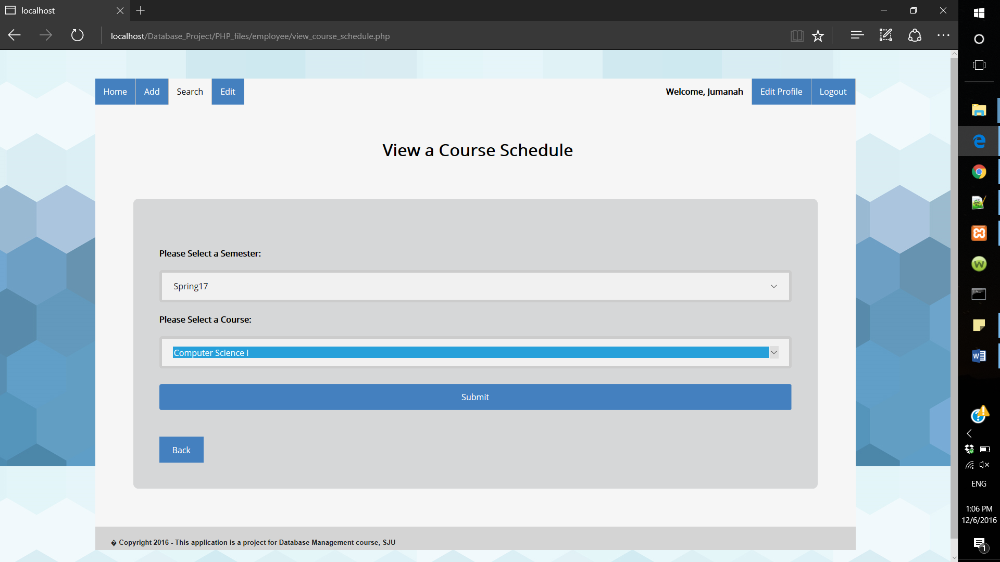 localhost
localhost/Database_Project/PHP_files/employee/view_course_schedule.php
Home Add Search Edit Welcome, Jumanah Edit Profile Logout
View a Course Schedule
Please Select a Semester:
Spring17
Please Select a Course:
Computer Science I
Submit
Back
� Copyright 2016 - This application is a project for Database Management course, SJU
ENG
1:06 PM
12/6/2016
1